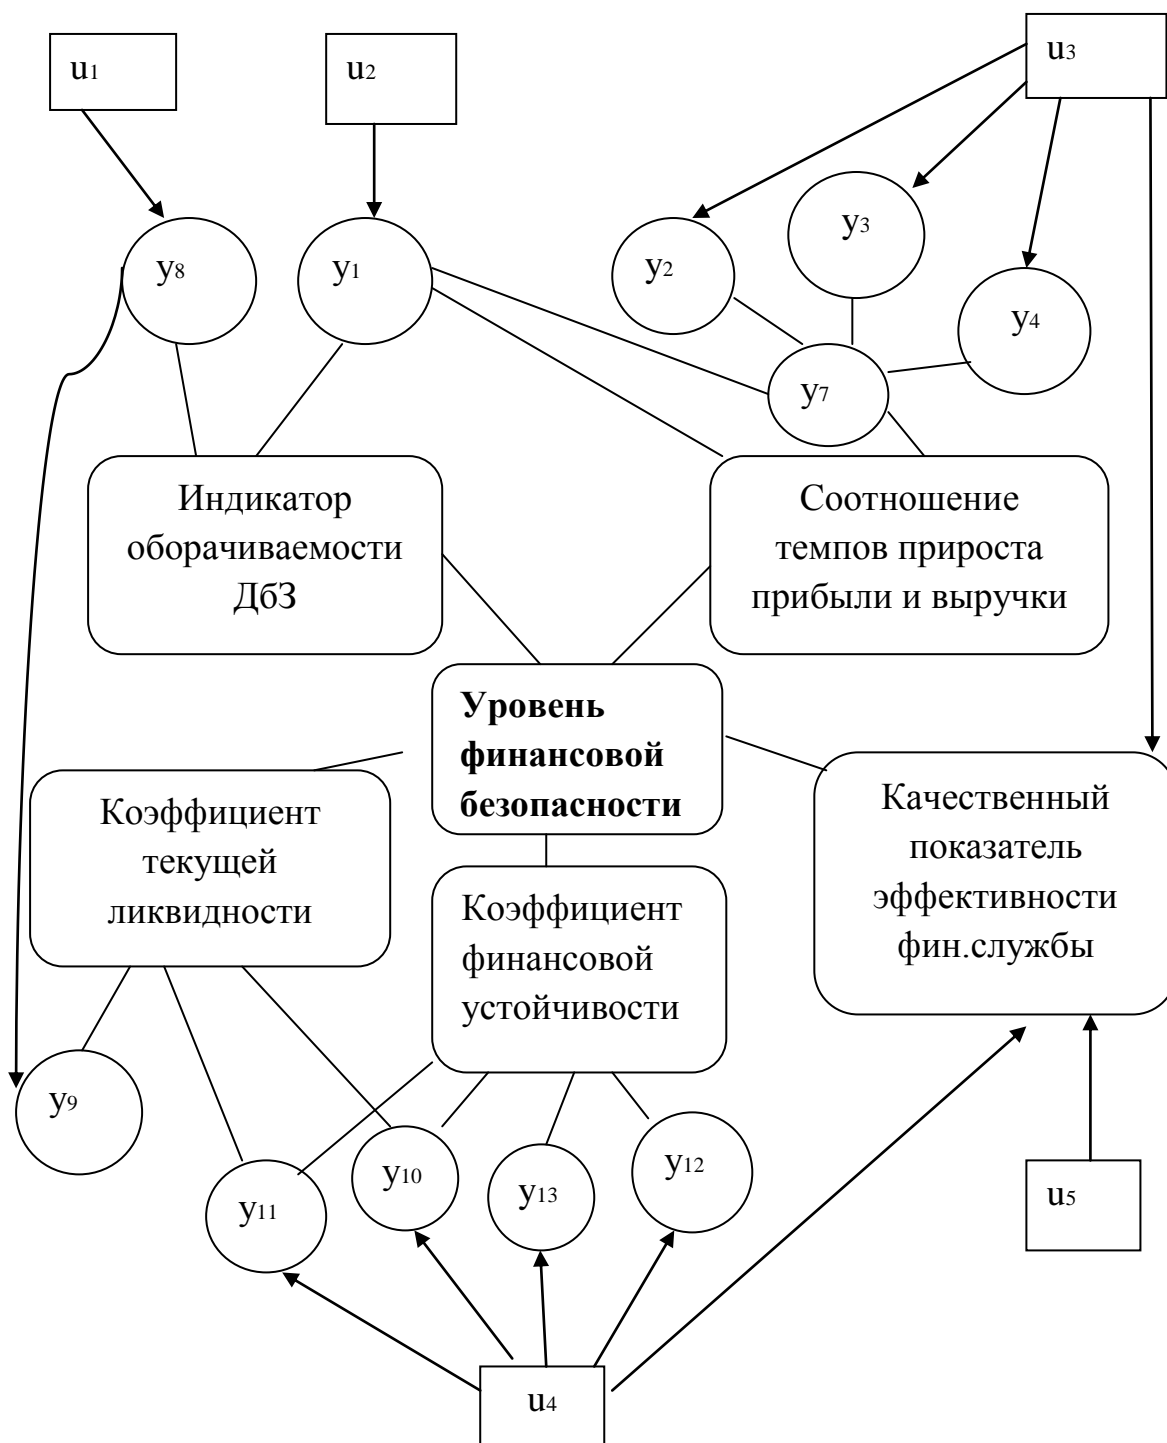 u1
u2
u3
y8
y1
y2
y3
y4
y7
Индикатор
оборачиваемости
ДбЗ
Соотношение
темпов прироста
прибыли и выручки
Уровень
финансовой
безопасности
Коэффициент
текущей
ликвидности
Коэффициент
финансовой
устойчивости
Качественный
показатель
эффективности
фин.службы
y9
y11
y10
y13
y12
u5
u4